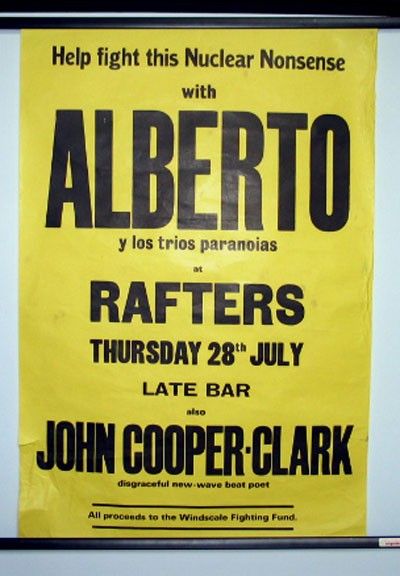 Help fight this Nuclear Nonsense
with
ALBERTO
y los trios paranoias
at
RAFTERS
THURSDAY 28th JULY
LATE BAR
also
JOHN COOPER-CLARK
disgraceful new-wave beat poet
All proceeds to the Windscale Fighting Fund.